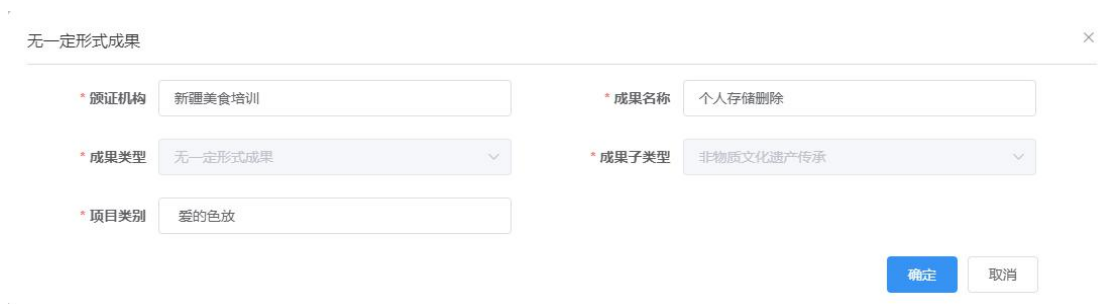 无一定形式成果
* 颁证机构 新疆美食培训 * 成果名称 个人存储删除
* 成果类型 无一定形式成果 * 成果子类型 非物质文化遗产传承
* 项目类别 爱的色放
确定 取消